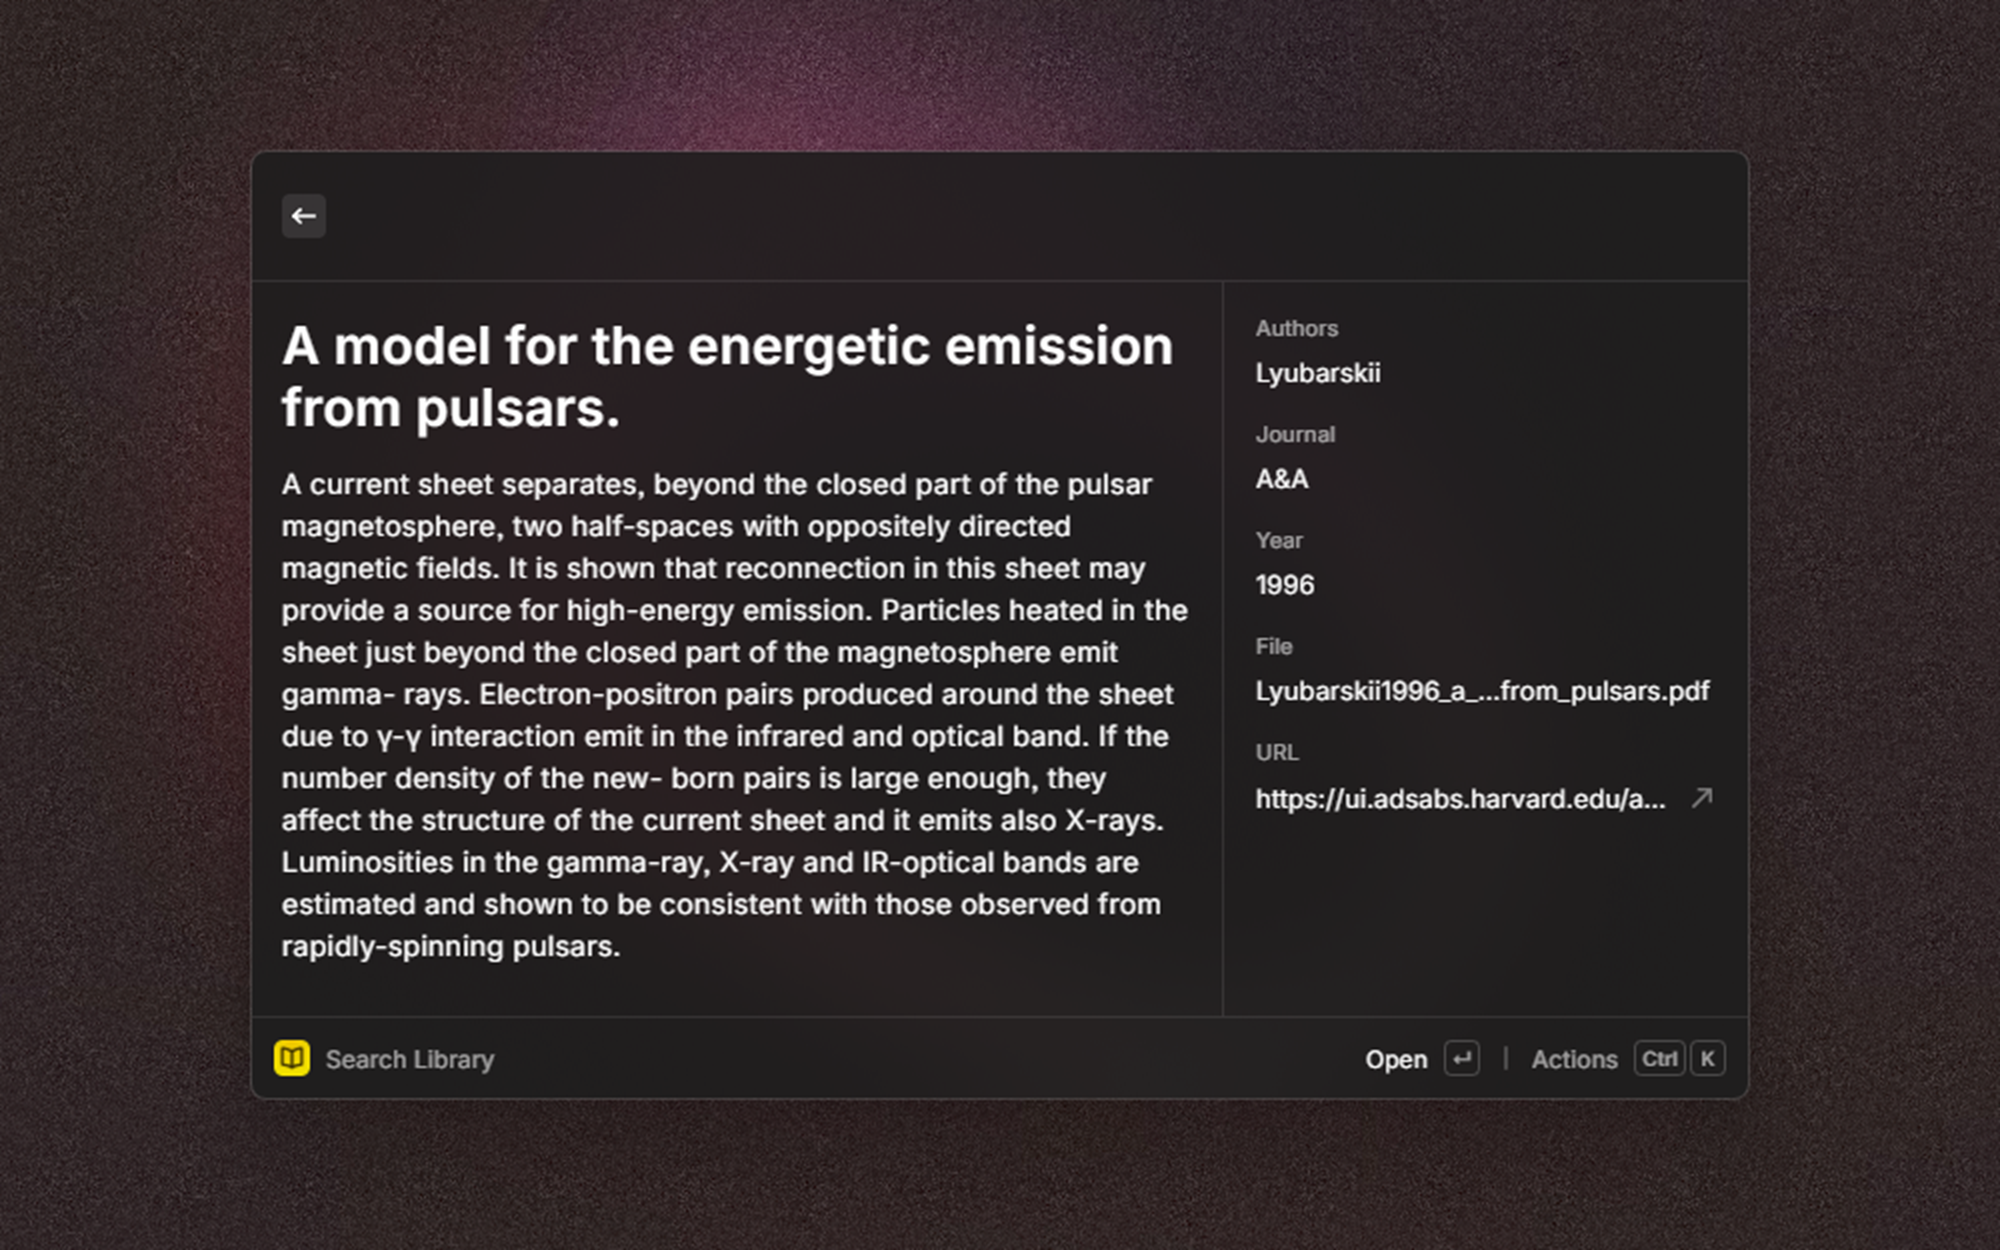 A model for the energetic emission
from pulsars.
A current sheet separates, beyond the closed part of the pulsar
magnetosphere, two half-spaces with oppositely directed
magnetic fields. It is shown that reconnection in this sheet may
provide a source for high-energy emission. Particles heated in the
sheet just beyond the closed part of the magnetosphere emit
gamma- rays. Electron-positron pairs produced around the sheet
due to γ-γ interaction emit in the infrared and optical band. If the
number density of the new- born pairs is large enough, they
affect the structure of the current sheet and it emits also X-rays.
Luminosities in the gamma-ray, X-ray and IR-optical bands are
estimated and shown to be consistent with those observed from
rapidly-spinning pulsars.
Authors
Lyubarskii
Journal
A&A
Year
1996
File
Lyubarskii1996_a_...from_pulsars.pdf
URL
https://ui.adsabs.harvard.edu/a...
Search Library
Open
Actions Ctrl K